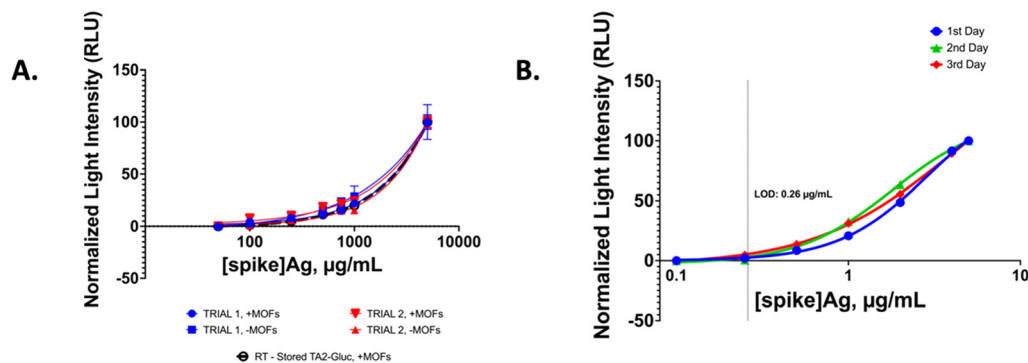 A.
Normalized Light Intensity (RLU)
150
100
50
0
-50
100
1000
10000
[spike]Ag, µg/mL
TRIAL 1, +MOFs
TRIAL 2, +MOFs
TRIAL 1, -MOFs
TRIAL 2, -MOFs
RT - Stored TA2-Gluc, +MOFs
B.
1st Day
2nd Day
3rd Day
Normalized Light Intensity (RLU)
150
100
50
0
-50
LOD: 0.26 µg/mL
0.1
1
10
[spike]Ag, µg/mL